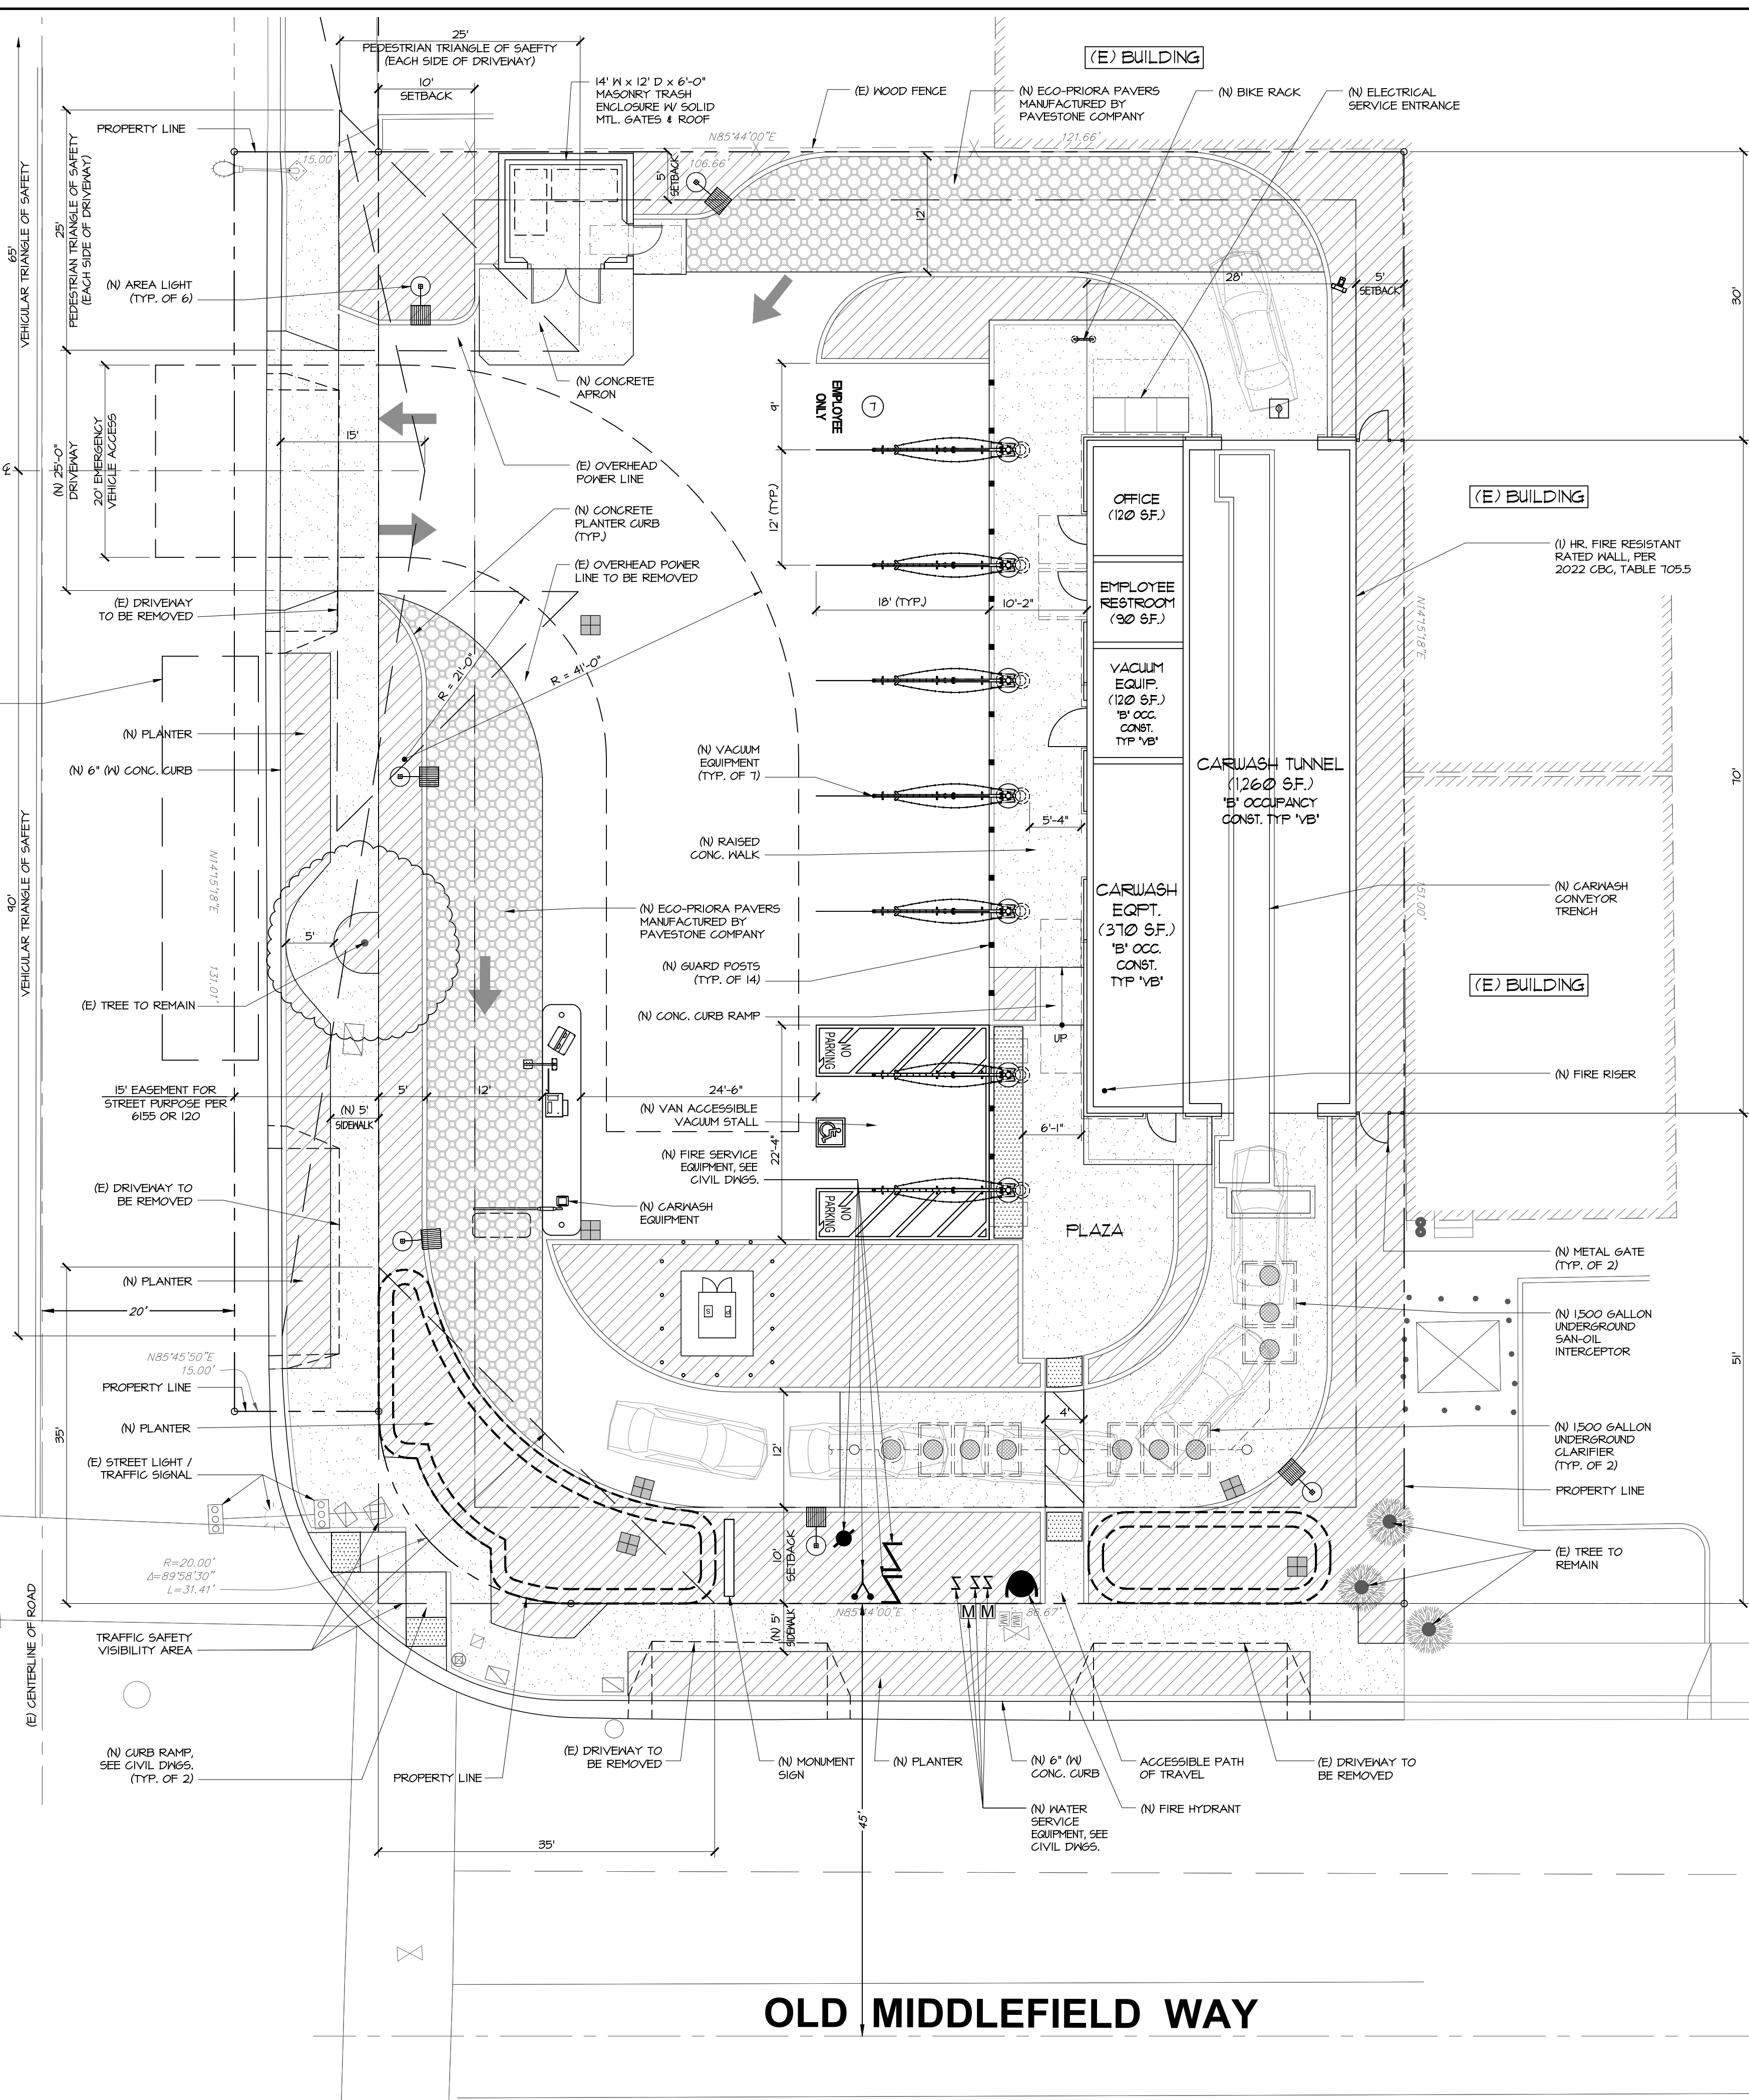 25'
PEDESTRIAN TRIANGLE OF SAEFTY
(EACH SIDE OF DRIVEWAY)
10'
SETBACK
14' W x 12' D x 6'-0"
MASONRY TRASH
ENCLOSURE W/ SOLID
MTL. GATES & ROOF
(E) BUILDING
(E) WOOD FENCE
(N) ECO-PRIORA PAVERS
MANUFACTURED BY
PAVESTONE COMPANY
(N) BIKE RACK
(N) ELECTRICAL
SERVICE ENTRANCE
PROPERTY LINE
15.00'
N85°44'00"E
106.66'
121.66'
5'
SETBACK
12'
65'
VEHICULAR TRIANGLE OF SAFETY
25'
PEDESTRIAN TRIANGLE OF SAFETY
(EACH SIDE OF DRIVEWAY)
(N) AREA LIGHT
(TYP. OF 6)
28'
5'
SETBACK
30'
(N) CONCRETE
APRON
9'
EMPLOYEE
ONLY
7
15'
(N) 25'-0"
DRIVEWAY
20' EMERGENCY
VEHICLE ACCESS
(E) OVERHEAD
POWER LINE
(N) CONCRETE
PLANTER CURB
(TYP.)
(E) OVERHEAD POWER
LINE TO BE REMOVED
12' (TYP.)
18' (TYP.)
10'-2"
OFFICE
(120 S.F.)
EMPLOYEE
RESTROOM
(90 S.F.)
VACUUM
EQUIP.
(120 S.F.)
"B" OCC.
CONST.
TYP "VB"
(E) BUILDING
(1) HR. FIRE RESISTANT
RATED WALL, PER
2022 CBC, TABLE 705.5
N14°15'18"E
(E) DRIVEWAY
TO BE REMOVED
R = 21'-0"
R = 41'-0"
(N) PLANTER
(N) 6" (W) CONC. CURB
(N) VACUUM
EQUIPMENT
(TYP. OF 7)
CARWASH TUNNEL
(1,260 S.F.)
"B" OCCUPANCY
CONST. TYP "VB"
70'
5'-4"
(N) RAISED
CONC. WALK
90'
VEHICULAR TRIANGLE OF SAFETY
N14°15'18"E
131.01'
5'
(N) ECO-PRIORA PAVERS
MANUFACTURED BY
PAVESTONE COMPANY
CARWASH
EQPT.
(370 S.F.)
"B" OCC.
CONST.
TYP "VB"
151.00'
(N) CARWASH
CONVEYOR
TRENCH
(N) GUARD POSTS
(TYP. OF 14)
(E) BUILDING
(E) TREE TO REMAIN
(N) CONC. CURB RAMP
UP
NO
PARKING
(N) FIRE RISER
15' EASEMENT FOR
STREET PURPOSE PER
6155 OR 120
(N) 5'
SIDEWALK
5'
12'
24'-6"
(N) VAN ACCESSIBLE
VACUUM STALL
22'-4"
6'-1"
(N) FIRE SERVICE
EQUIPMENT, SEE
CIVIL DWGS.
(E) DRIVEWAY TO
BE REMOVED
(N) CARWASH
EQUIPMENT
NO
PARKING
PLAZA
(N) METAL GATE
(TYP. OF 2)
(N) PLANTER
20'
(N) 1,500 GALLON
UNDERGROUND
SAN-OIL
INTERCEPTOR
N85°45'50"E
15.00'
PROPERTY LINE
51'
(N) PLANTER
35'
4'
12'
(N) 1,500 GALLON
UNDERGROUND
CLARIFIER
(TYP. OF 2)
(E) STREET LIGHT /
TRAFFIC SIGNAL
PROPERTY LINE
10'
SETBACK
R=20.00'
Δ=89°58'30"
L=31.41'
(E) TREE TO
REMAIN
M M
N85°44'00"E
86.67'
(N) 5'
SIDEWALK
TRAFFIC SAFETY
VISIBILITY AREA
(E) CENTERLINE OF ROAD
(N) CURB RAMP,
SEE CIVIL DWGS.
(TYP. OF 2)
PROPERTY LINE
(E) DRIVEWAY TO
BE REMOVED
(N) MONUMENT
SIGN
(N) PLANTER
(N) 6" (W)
CONC. CURB
ACCESSIBLE PATH
OF TRAVEL
(E) DRIVEWAY TO
BE REMOVED
(N) WATER
SERVICE
EQUIPMENT, SEE
CIVIL DWGS.
(N) FIRE HYDRANT
35'
45'
OLD MIDDLEFIELD WAY